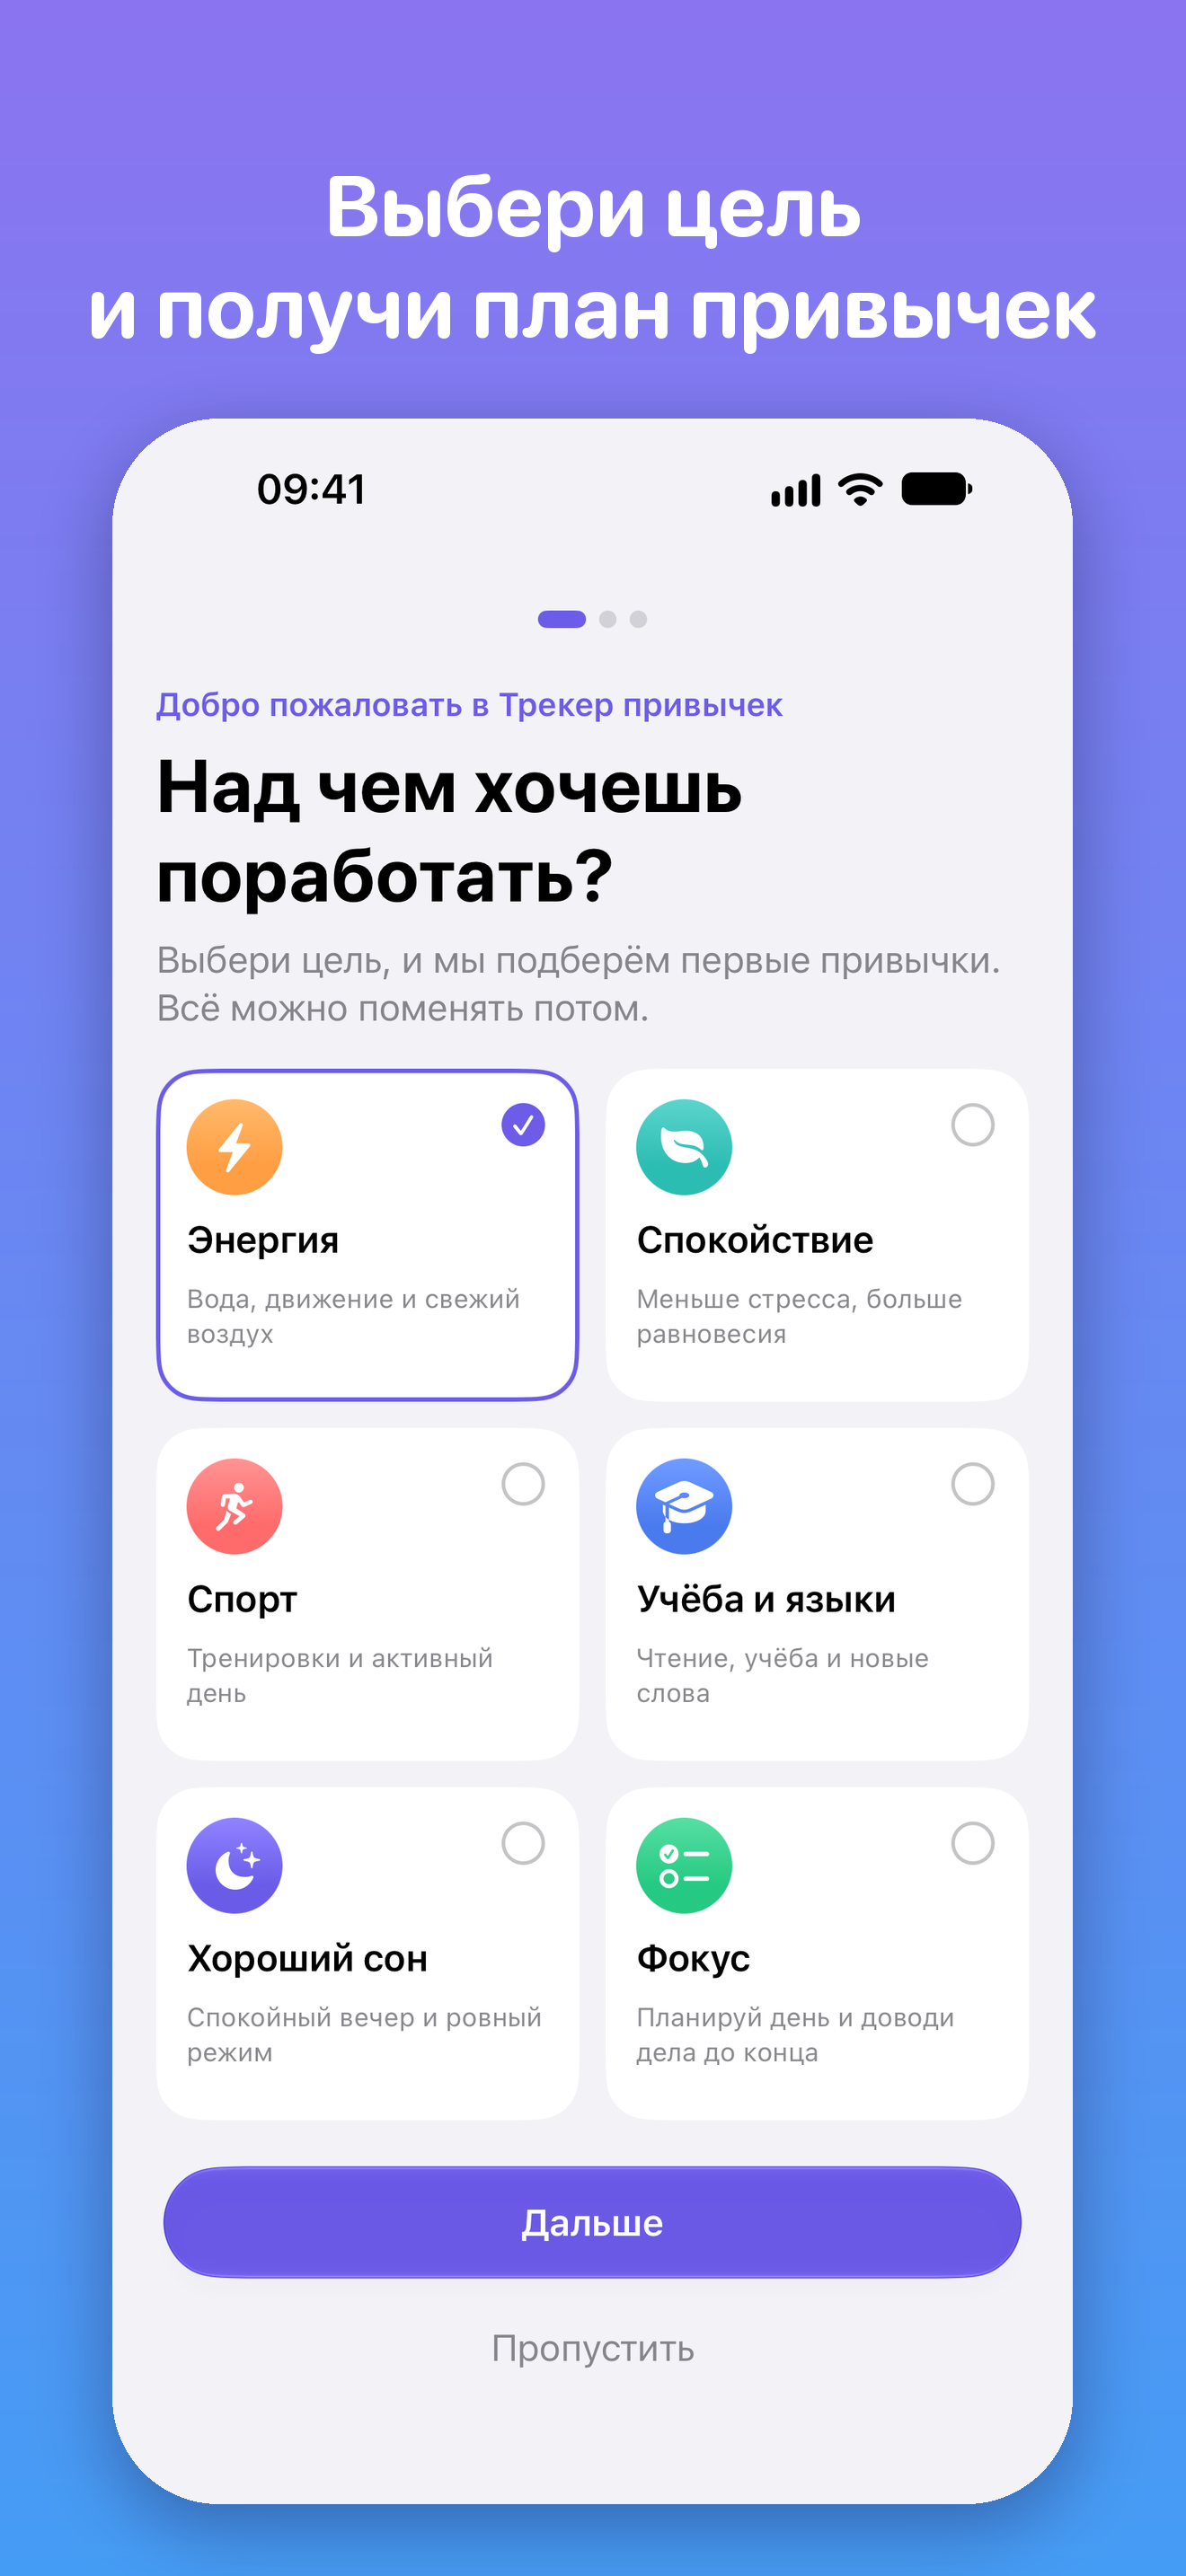 Выбери цель
и получи план привычек
09:41
Добро пожаловать в Трекер привычек
Над чем хочешь
поработать?
Выбери цель, и мы подберём первые привычки.
Всё можно поменять потом.
Энергия
Вода, движение и свежий
воздух
Спокойствие
Меньше стресса, больше
равновесия
Спорт
Тренировки и активный
день
Учёба и языки
Чтение, учёба и новые
слова
Хороший сон
Спокойный вечер и ровный
режим
Фокус
Планируй день и доводи
дела до конца
Дальше
Пропустить